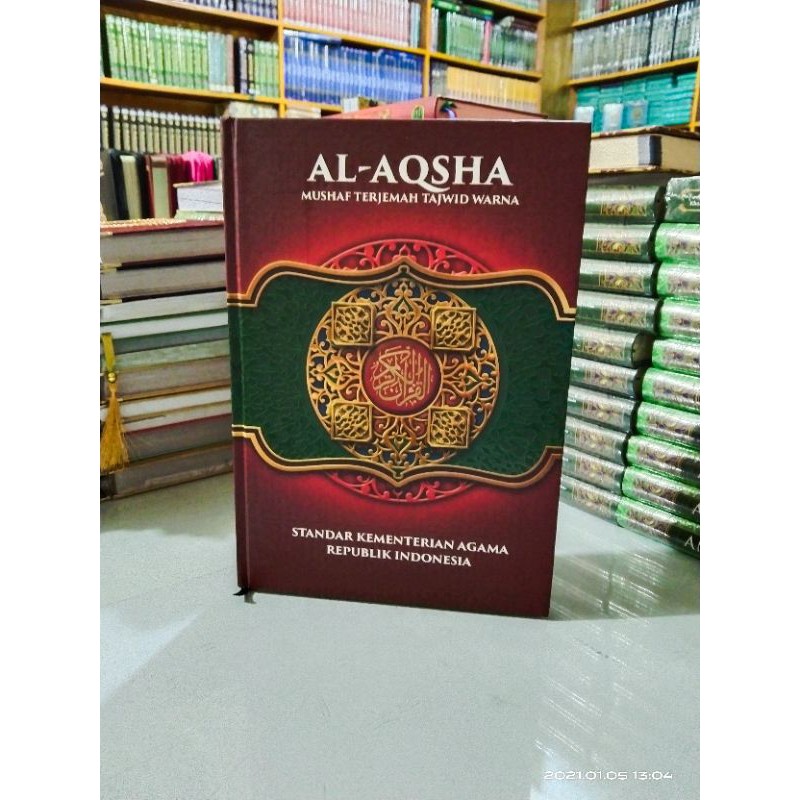 AL-AQSHA
MUSHAF TERJEMAH TAJWID WARNA
القرآن الكريم
STANDAR KEMENTERIAN AGAMA
REPUBLIK INDONESIA
2021.01.05 13:04